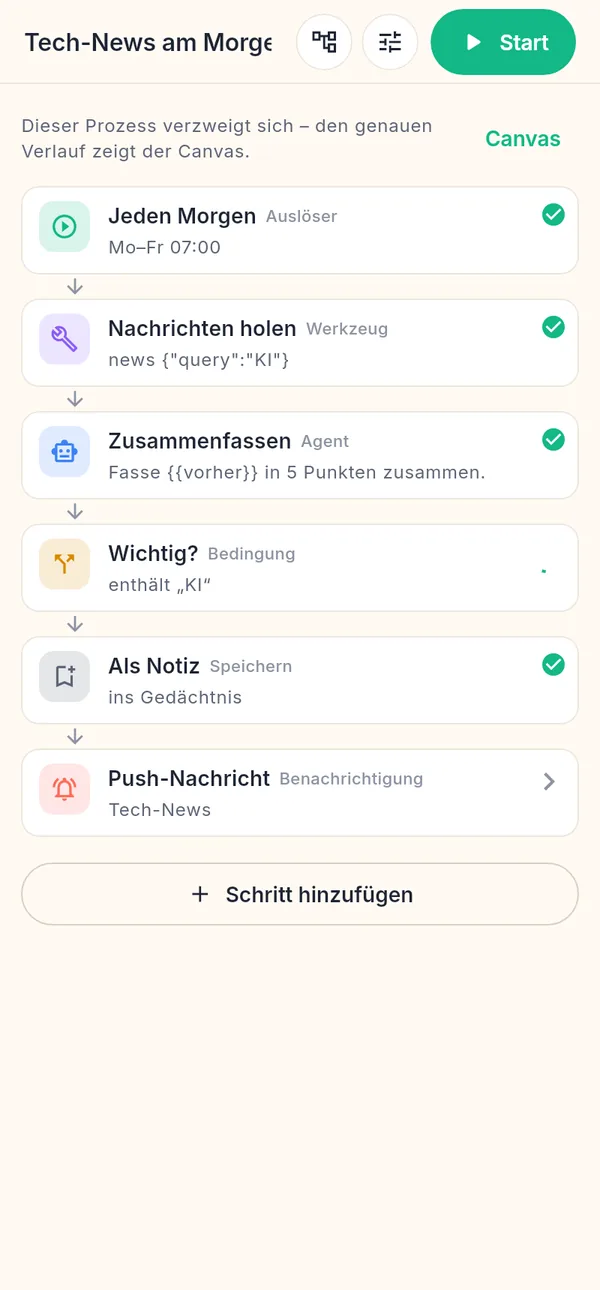 Tech-News am Morge
Start
Dieser Prozess verzweigt sich – den genauen
Verlauf zeigt der Canvas.
Canvas
Jeden Morgen Auslöser
Mo–Fr 07:00
Nachrichten holen Werkzeug
news {"query":"KI"}
Zusammenfassen Agent
Fasse {{vorher}} in 5 Punkten zusammen.
Wichtig? Bedingung
enthält „KI“
Als Notiz Speichern
ins Gedächtnis
Push-Nachricht Benachrichtigung
Tech-News
Schritt hinzufügen